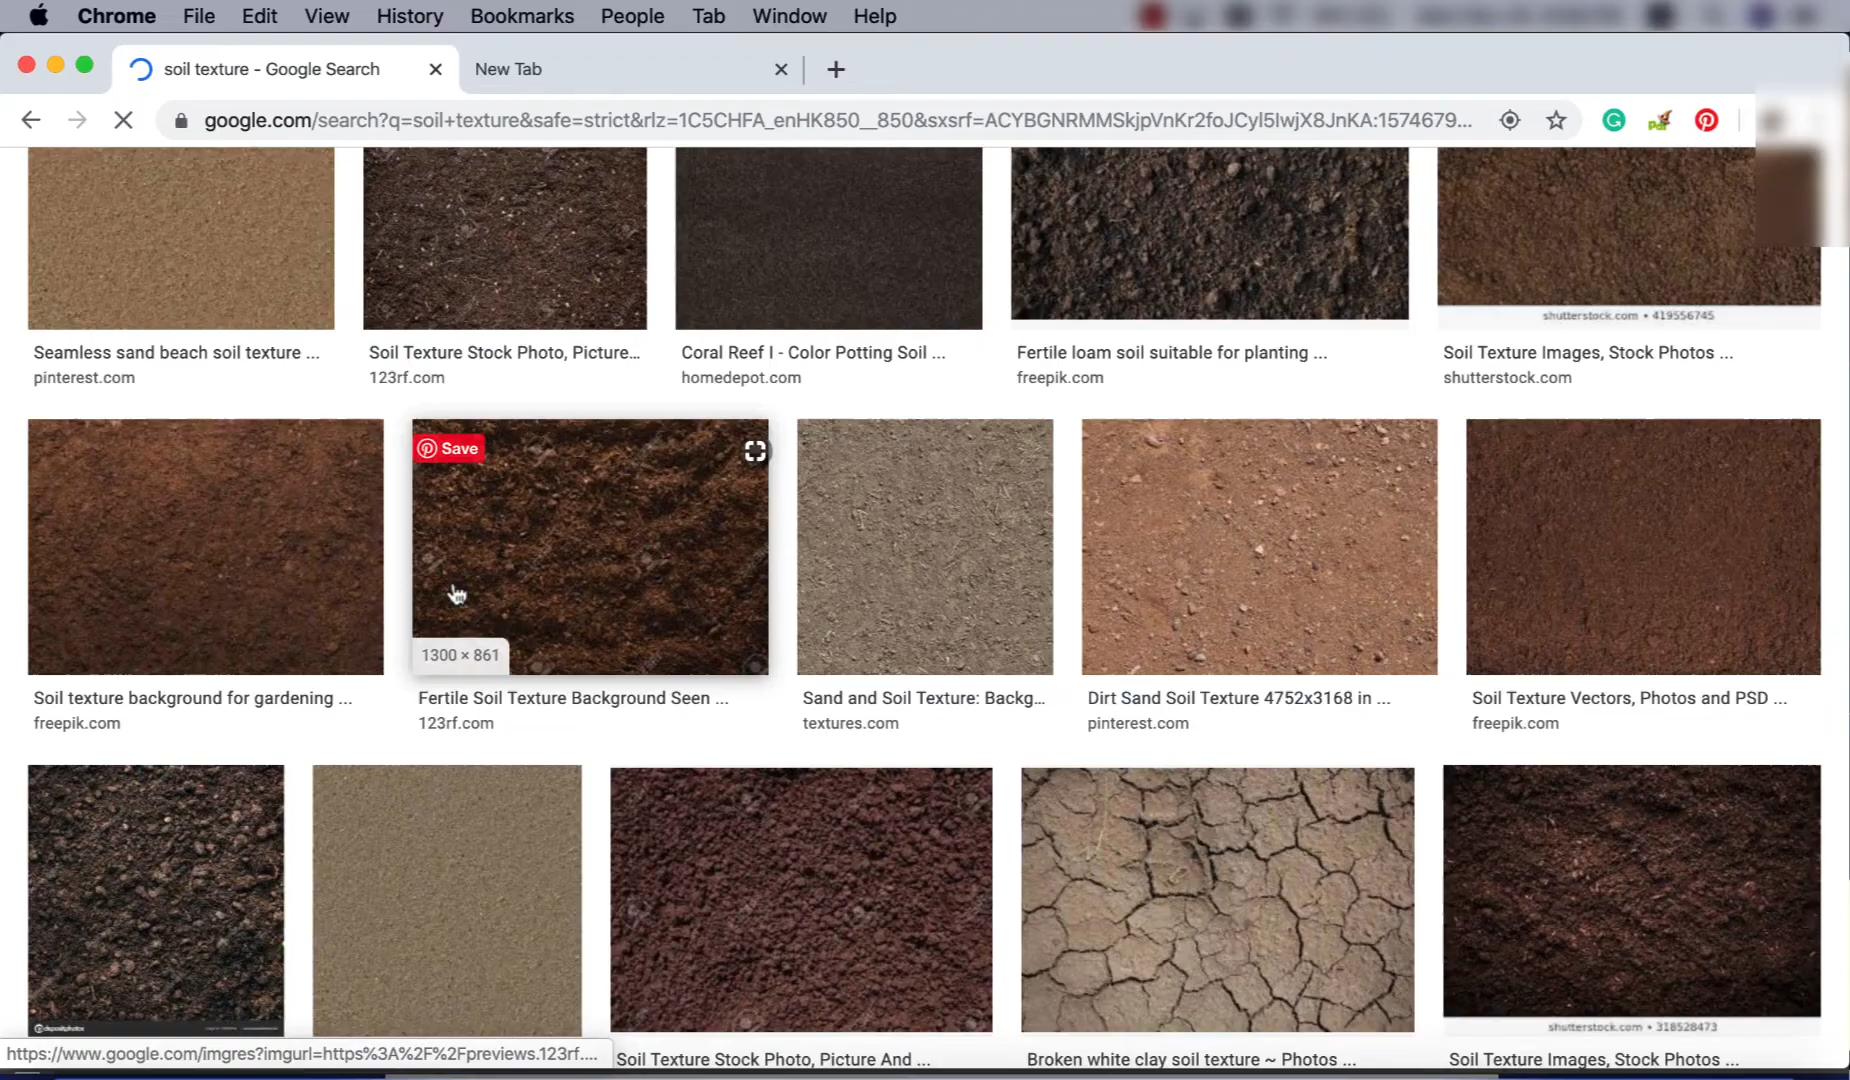 Chrome File Edit View History Bookmarks People Tab Window Help
soil texture - Google Search
New Tab
google.com/search?q=soil+texture&safe=strict&rlz=1C5CHFA_enHK850__850&sxsrf=ACYBGNRMMSkjpVnKr2foJCyl5IwjX8JnKA:1574679...
shutterstock.com • 419556745
Seamless sand beach soil texture ...
pinterest.com
Soil Texture Stock Photo, Picture...
123rf.com
Coral Reef I - Color Potting Soil ...
homedepot.com
Fertile loam soil suitable for planting ...
freepik.com
Soil Texture Images, Stock Photos ...
shutterstock.com
Save
1300 × 861
Soil texture background for gardening ...
freepik.com
Fertile Soil Texture Background Seen ...
123rf.com
Sand and Soil Texture: Backg...
textures.com
Dirt Sand Soil Texture 4752x3168 in ...
pinterest.com
Soil Texture Vectors, Photos and PSD ...
freepik.com
depositphotos
shutterstock.com • 318528473
https://www.google.com/imgres?imgurl=https%3A%2F%2Fpreviews.123rf....
Soil Texture Stock Photo, Picture And ...
Broken white clay soil texture ~ Photos ...
Soil Texture Images, Stock Photos ...